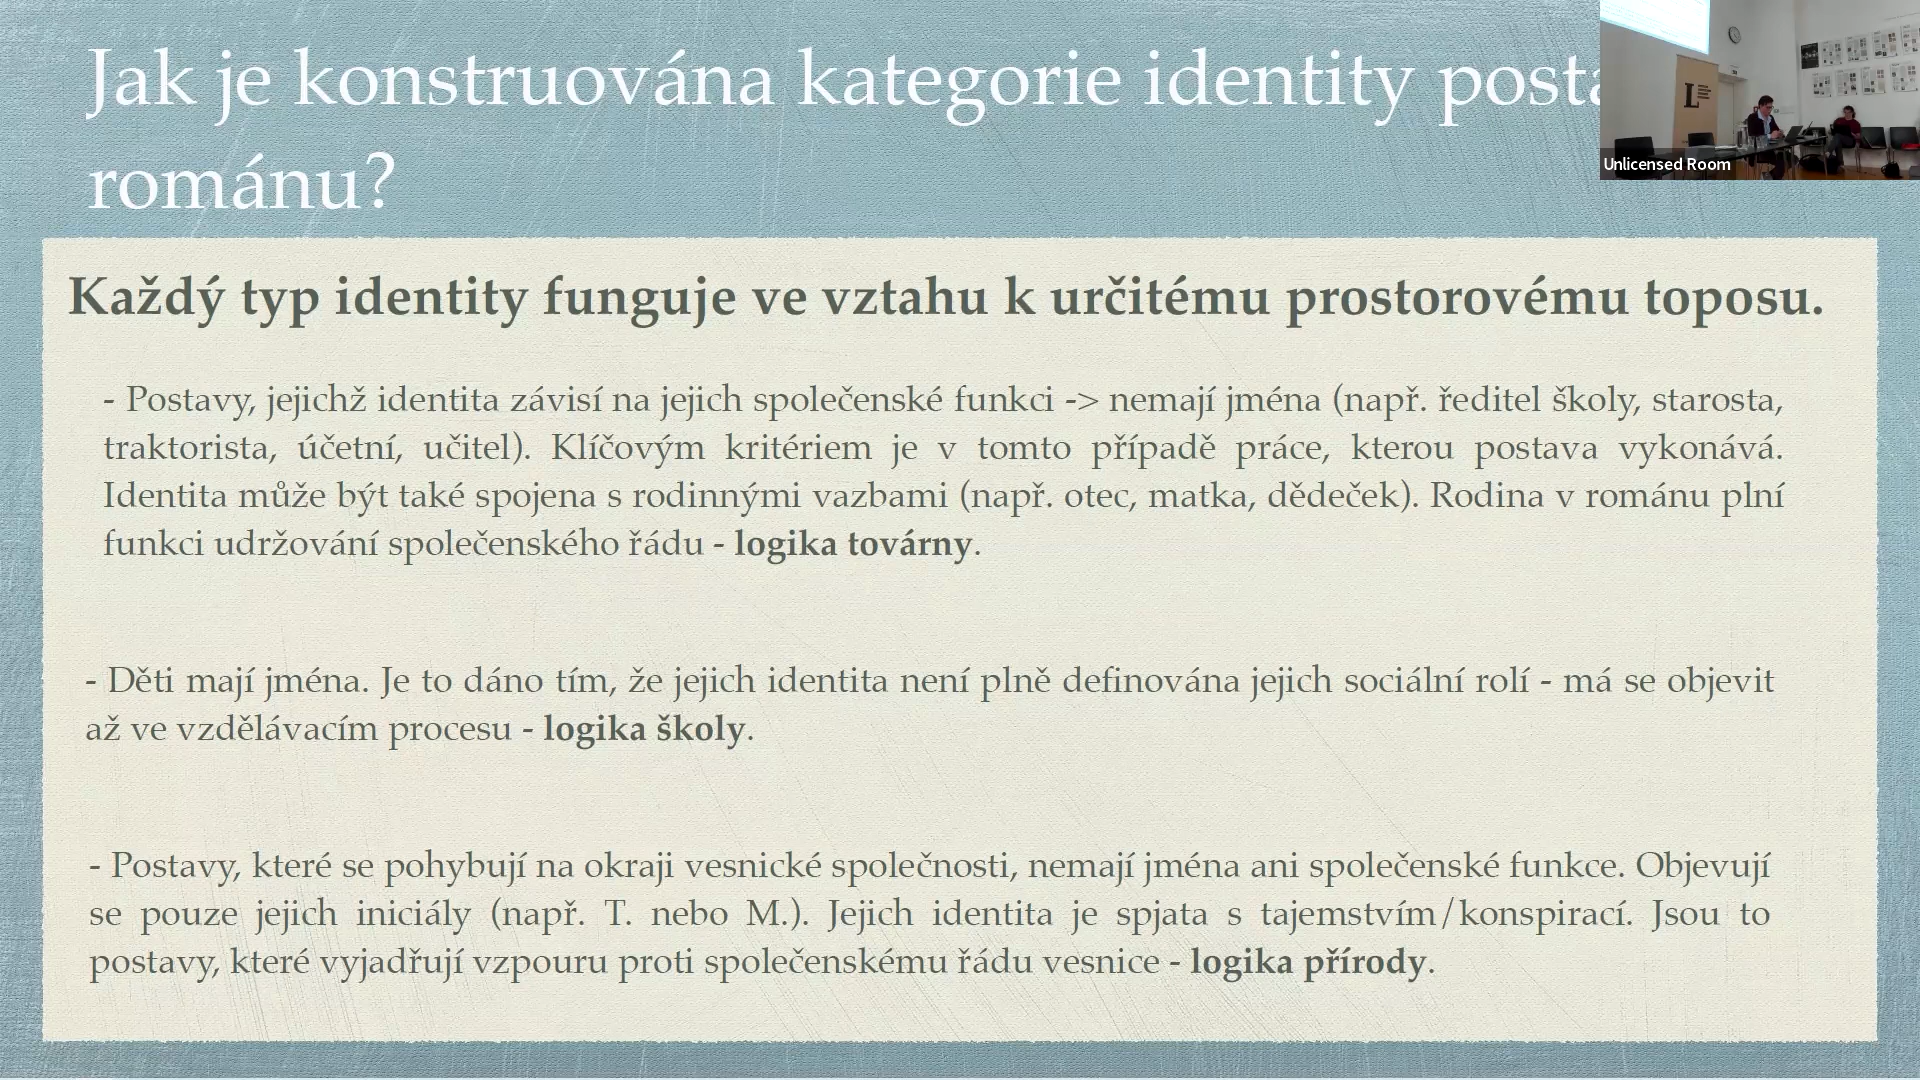 Jak je konstruována kategorie identity
románu?
Unlicensed Room
Každý typ identity funguje ve vztahu k určitému prostorovému toposu.
- Postavy, jejichž identita závisí na jejich společenské funkci -> nemají jména (např. ředitel školy, starosta,
traktorista, účetní, učitel). Klíčovým kritériem je v tomto případě práce, kterou postava vykonává.
Identita může být také spojena s rodinnými vazbami (např. otec, matka, dědeček). Rodina v románu plní
funkci udržování společenského řádu - logika továrny.
- Děti mají jména. Je to dáno tím, že jejich identita není plně definována jejich sociální rolí - má se objevit
až ve vzdělávacím procesu - logika školy.
- Postavy, které se pohybují na okraji vesnické společnosti, nemají jména ani společenské funkce. Objevují
se pouze jejich iniciály (např. T. nebo M.). Jejich identita je spjata s tajemstvím/konspirací. Jsou to
postavy, které vyjadřují vzpouru proti společenskému řádu vesnice - logika přírody.